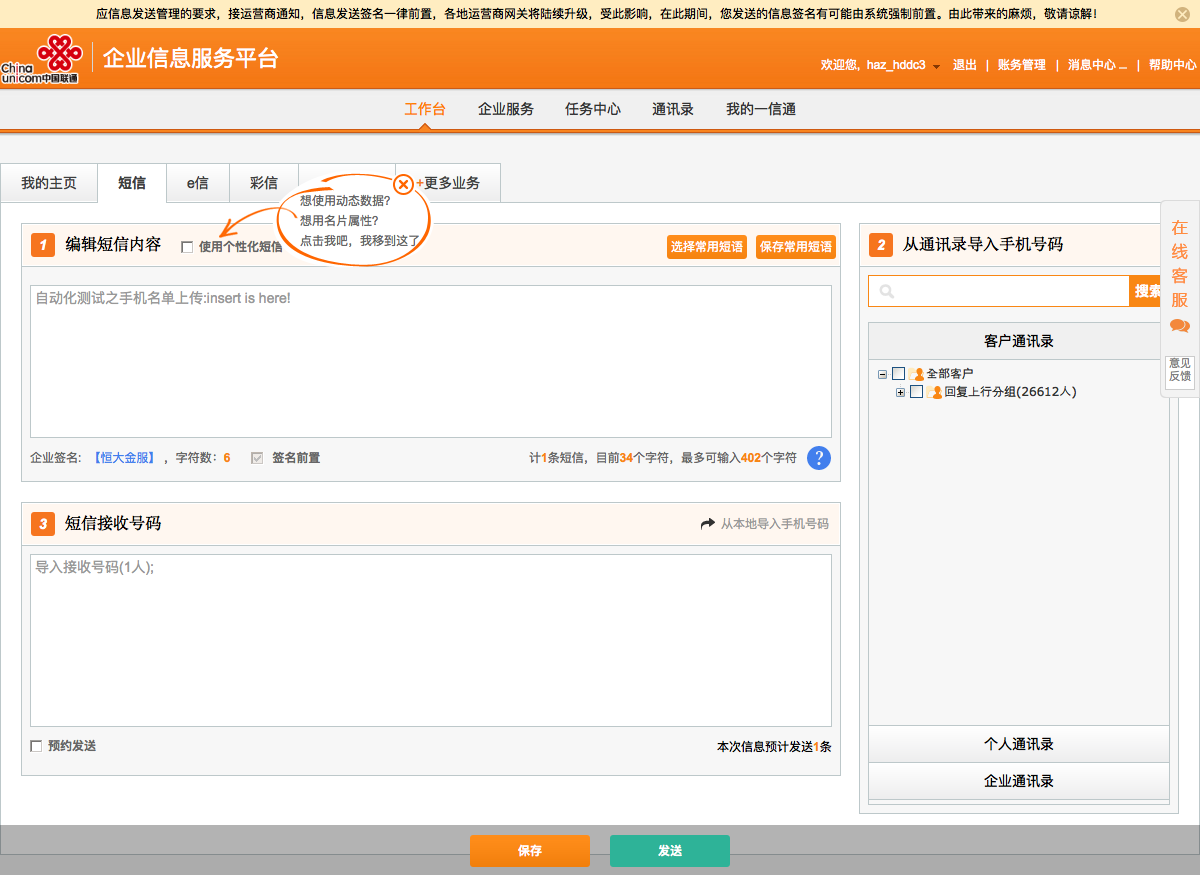 应信息发送管理的要求，接运营商通知，信息发送签名一律前置，各地运营商网关将陆续升级，受此影响，在此期间，您发送的信息签名有可能由系统强制前置。由此带来的麻烦，敬请谅解！
China
unicom中国联通
企业信息服务平台
欢迎您, haz_hddc3 退出 | 账务管理 | 消息中心 ... | 帮助中心
工作台 企业服务 任务中心 通讯录 我的一信通
我的主页 短信 e信 彩信 +更多业务
想使用动态数据?
想用名片属性?
点击我吧，我移到这了
1 编辑短信内容 使用个性化短信 选择常用短语 保存常用短语
自动化测试之手机名单上传:insert is here!
企业签名: 【恒大金服】，字符数: 6 签名前置 计1条短信，目前34个字符，最多可输入402个字符 ?
2 从通讯录导入手机号码
搜索
客户通讯录
全部客户
回复上行分组(26612人)
个人通讯录
企业通讯录
在线客服
意见反馈
3 短信接收号码 从本地导入手机号码
导入接收号码(1人);
预约发送 本次信息预计发送1条
保存 发送